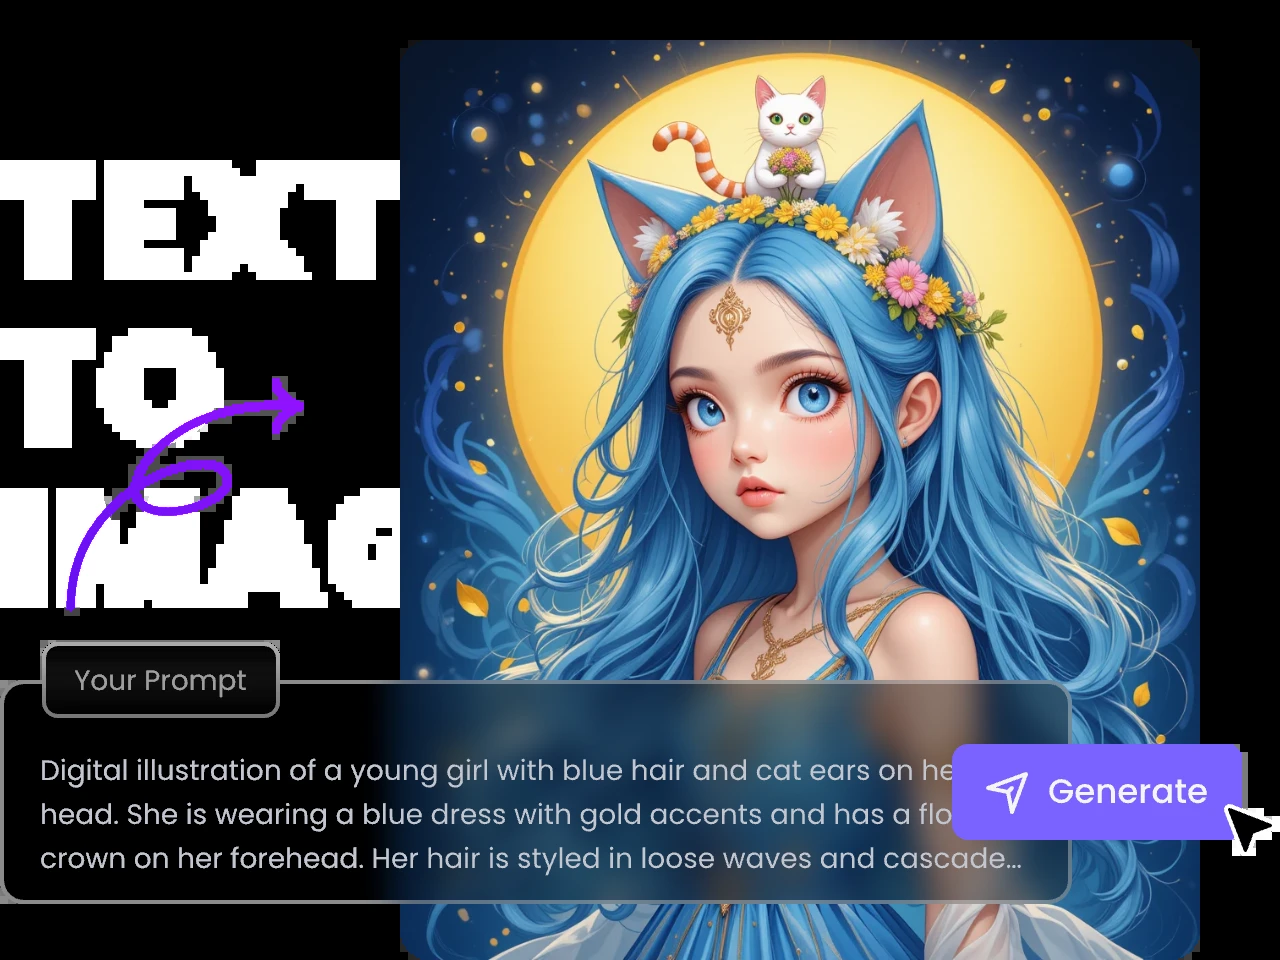 TEXT
TO
IMAG
Your Prompt
Digital illustration of a young girl with blue hair and cat ears on he
head. She is wearing a blue dress with gold accents and has a flo
crown on her forehead. Her hair is styled in loose waves and cascade...
Generate